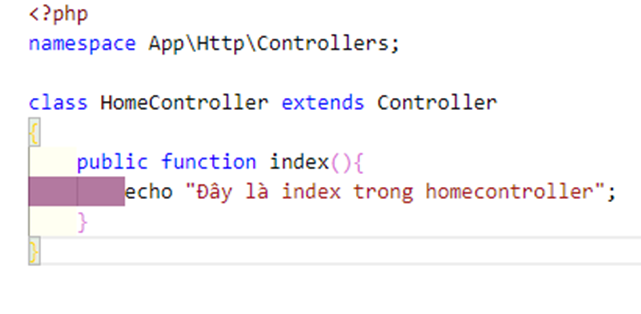 <?php
namespace App\Http\Controllers;
class HomeController extends Controller
{
public function index(){
echo "Đây là index trong homecontroller";
}
}